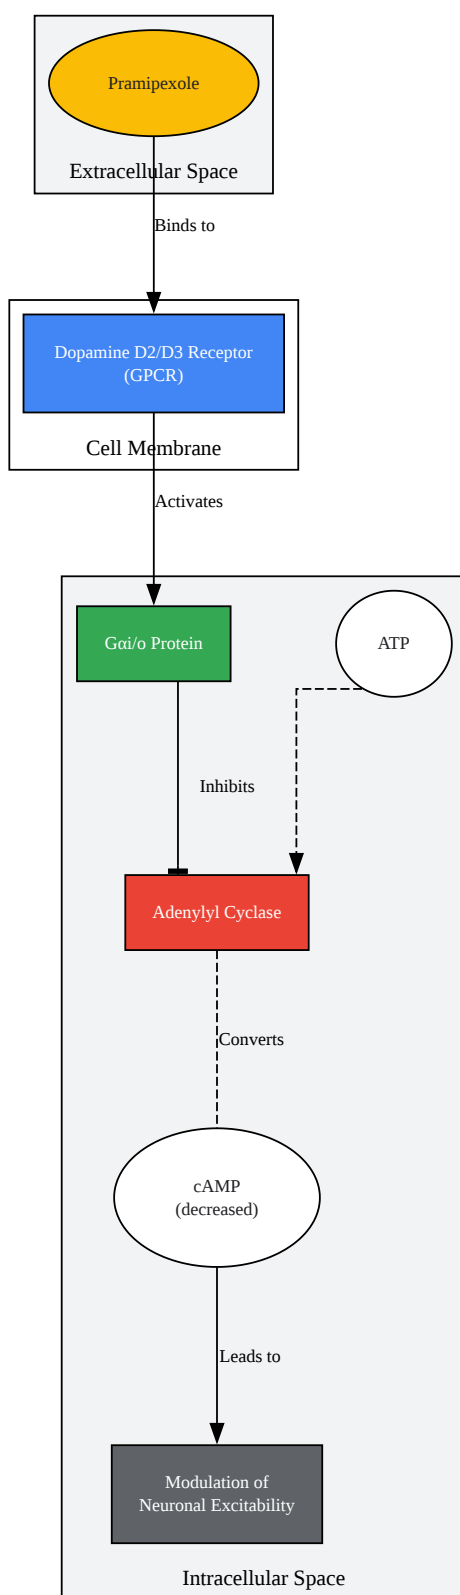 Pramipexole
Extracellular Space
Binds to
Dopamine D2/D3 Receptor
(GPCR)
Cell Membrane
Activates
Gαi/o Protein
ATP
Inhibits
Adenylyl Cyclase
Converts
cAMP
(decreased)
Leads to
Modulation of
Neuronal Excitability
Intracellular Space